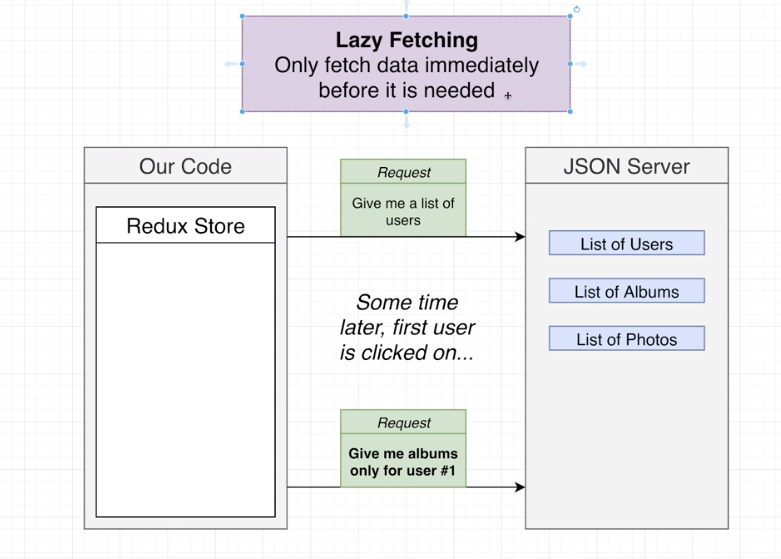 Lazy Fetching
Only fetch data immediately
before it is needed
Our Code
Redux Store
Request
Give me a list of
users
JSON Server
List of Users
List of Albums
List of Photos
Some time
later, first user
is clicked on...
Request
Give me albums
only for user #1